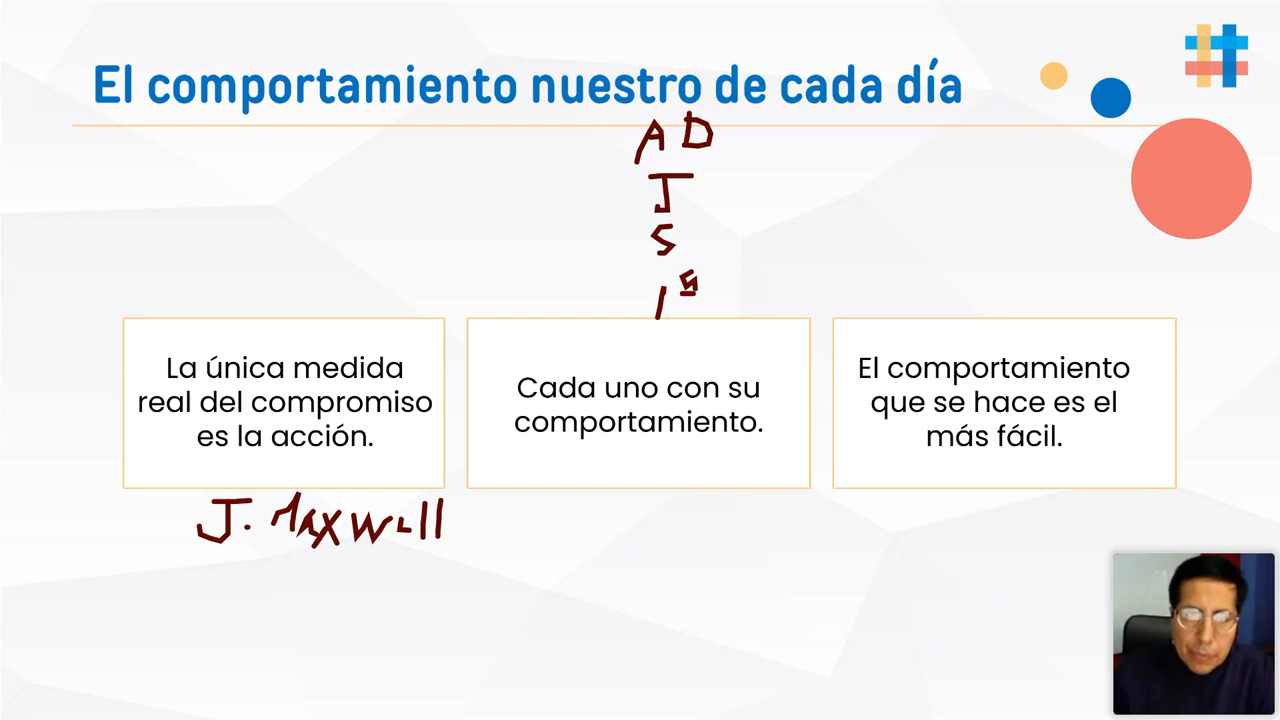 El comportamiento nuestro de cada día
A D
J
S
La única medida
real del compromiso
es la acción.
Cada uno con su
comportamiento.
El comportamiento
que se hace es el
más fácil.
J. MAXWell